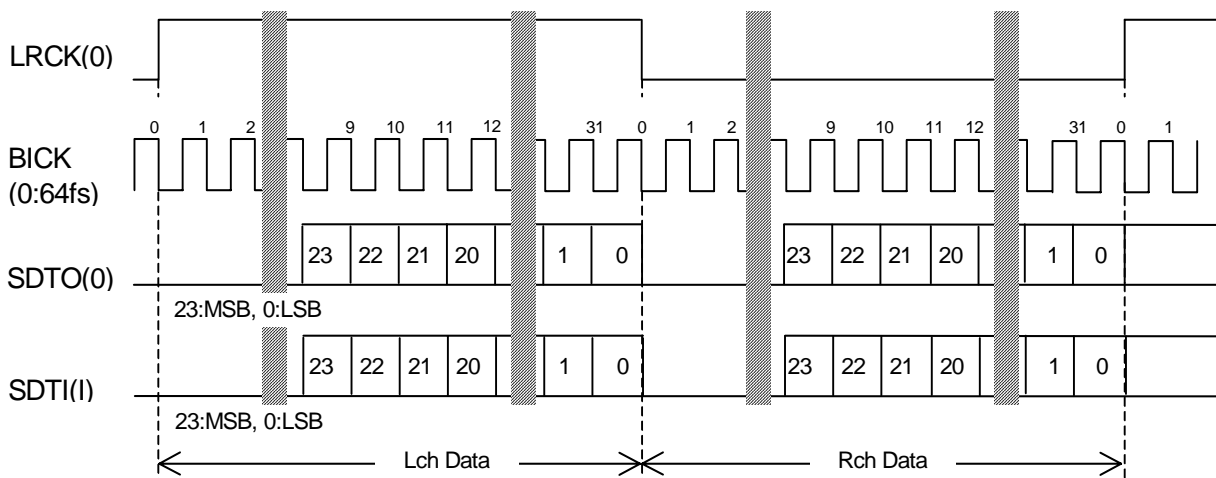 LRCK(0)
0 1 2 9 10 11 12 31 0 1 2 9 10 11 12 31 0 1
BICK
(0:64fs)
23 22 21 20 1 0 23 22 21 20 1 0
SDTO(0)
23:MSB, 0:LSB
23 22 21 20 1 0 23 22 21 20 1 0
SDTI(I)
23:MSB, 0:LSB
Lch Data Rch Data